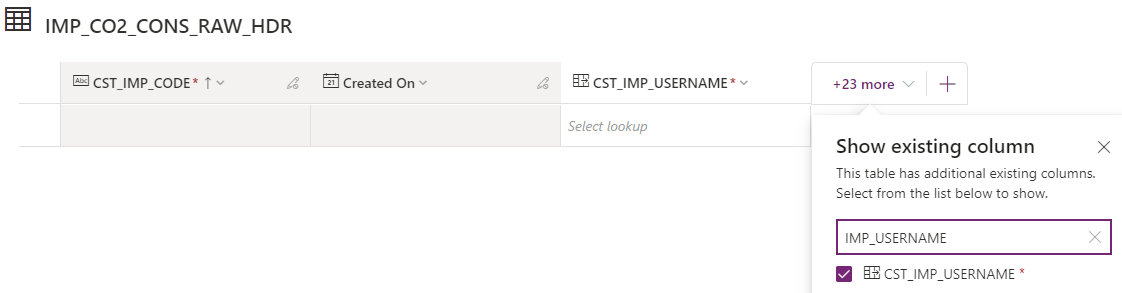 IMP_CO2_CONS_RAW_HDR
Abc CST_IMP_CODE * ↑
21 Created On
CST_IMP_USERNAME *
+23 more
Select lookup
Show existing column
This table has additional existing columns.
Select from the list below to show.
IMP_USERNAME
CST_IMP_USERNAME *